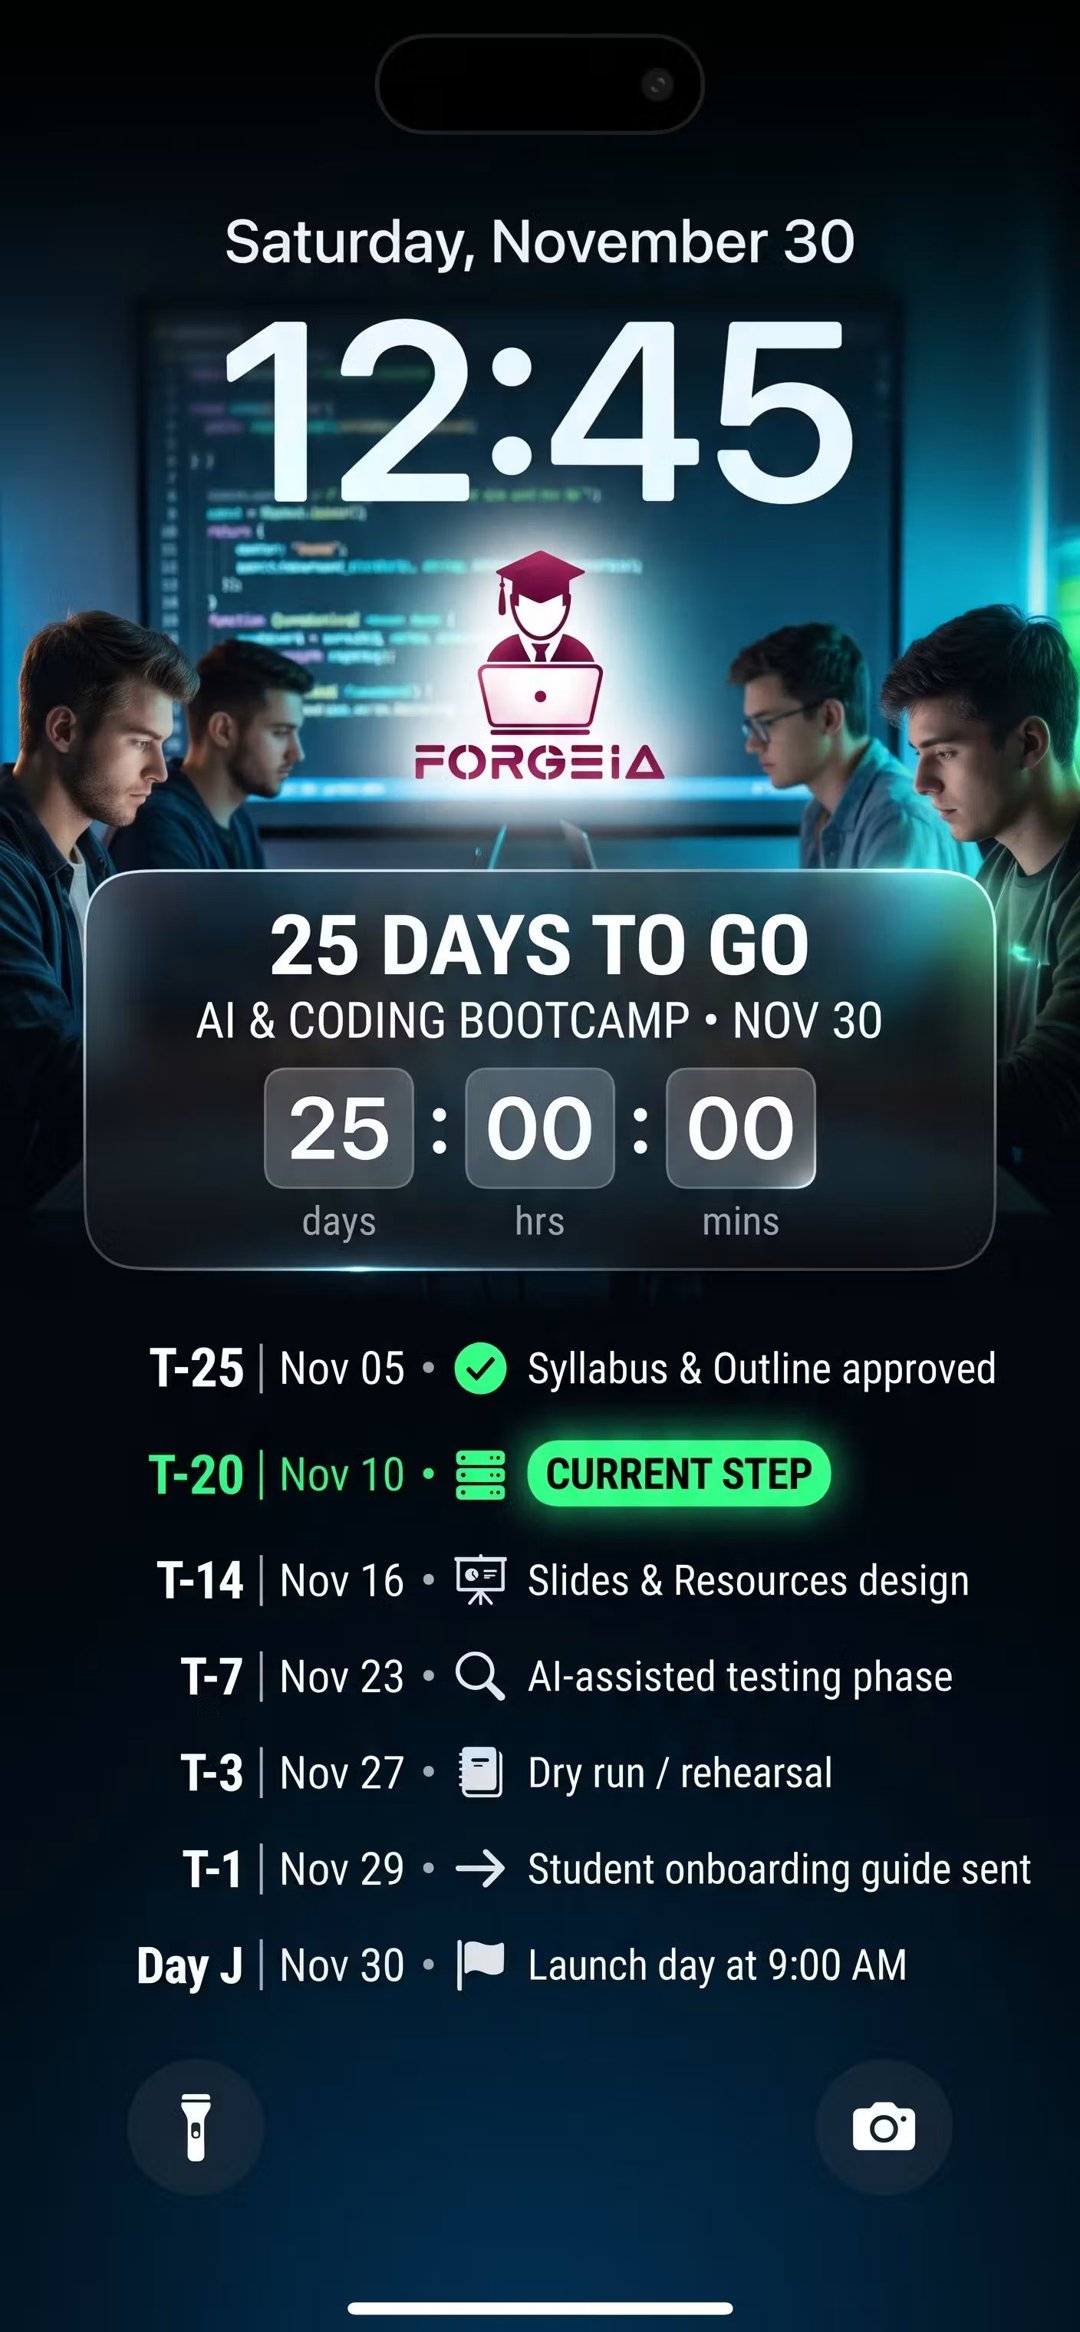 Saturday, November 30
12:45
FORGEiA
25 DAYS TO GO
AI & CODING BOOTCAMP • NOV 30
25 : 00 : 00
days hrs mins
T-25 | Nov 05 • Syllabus & Outline approved
T-20 | Nov 10 • CURRENT STEP
T-14 | Nov 16 • Slides & Resources design
T-7 | Nov 23 • AI-assisted testing phase
T-3 | Nov 27 • Dry run / rehearsal
T-1 | Nov 29 • Student onboarding guide sent
Day J | Nov 30 • Launch day at 9:00 AM